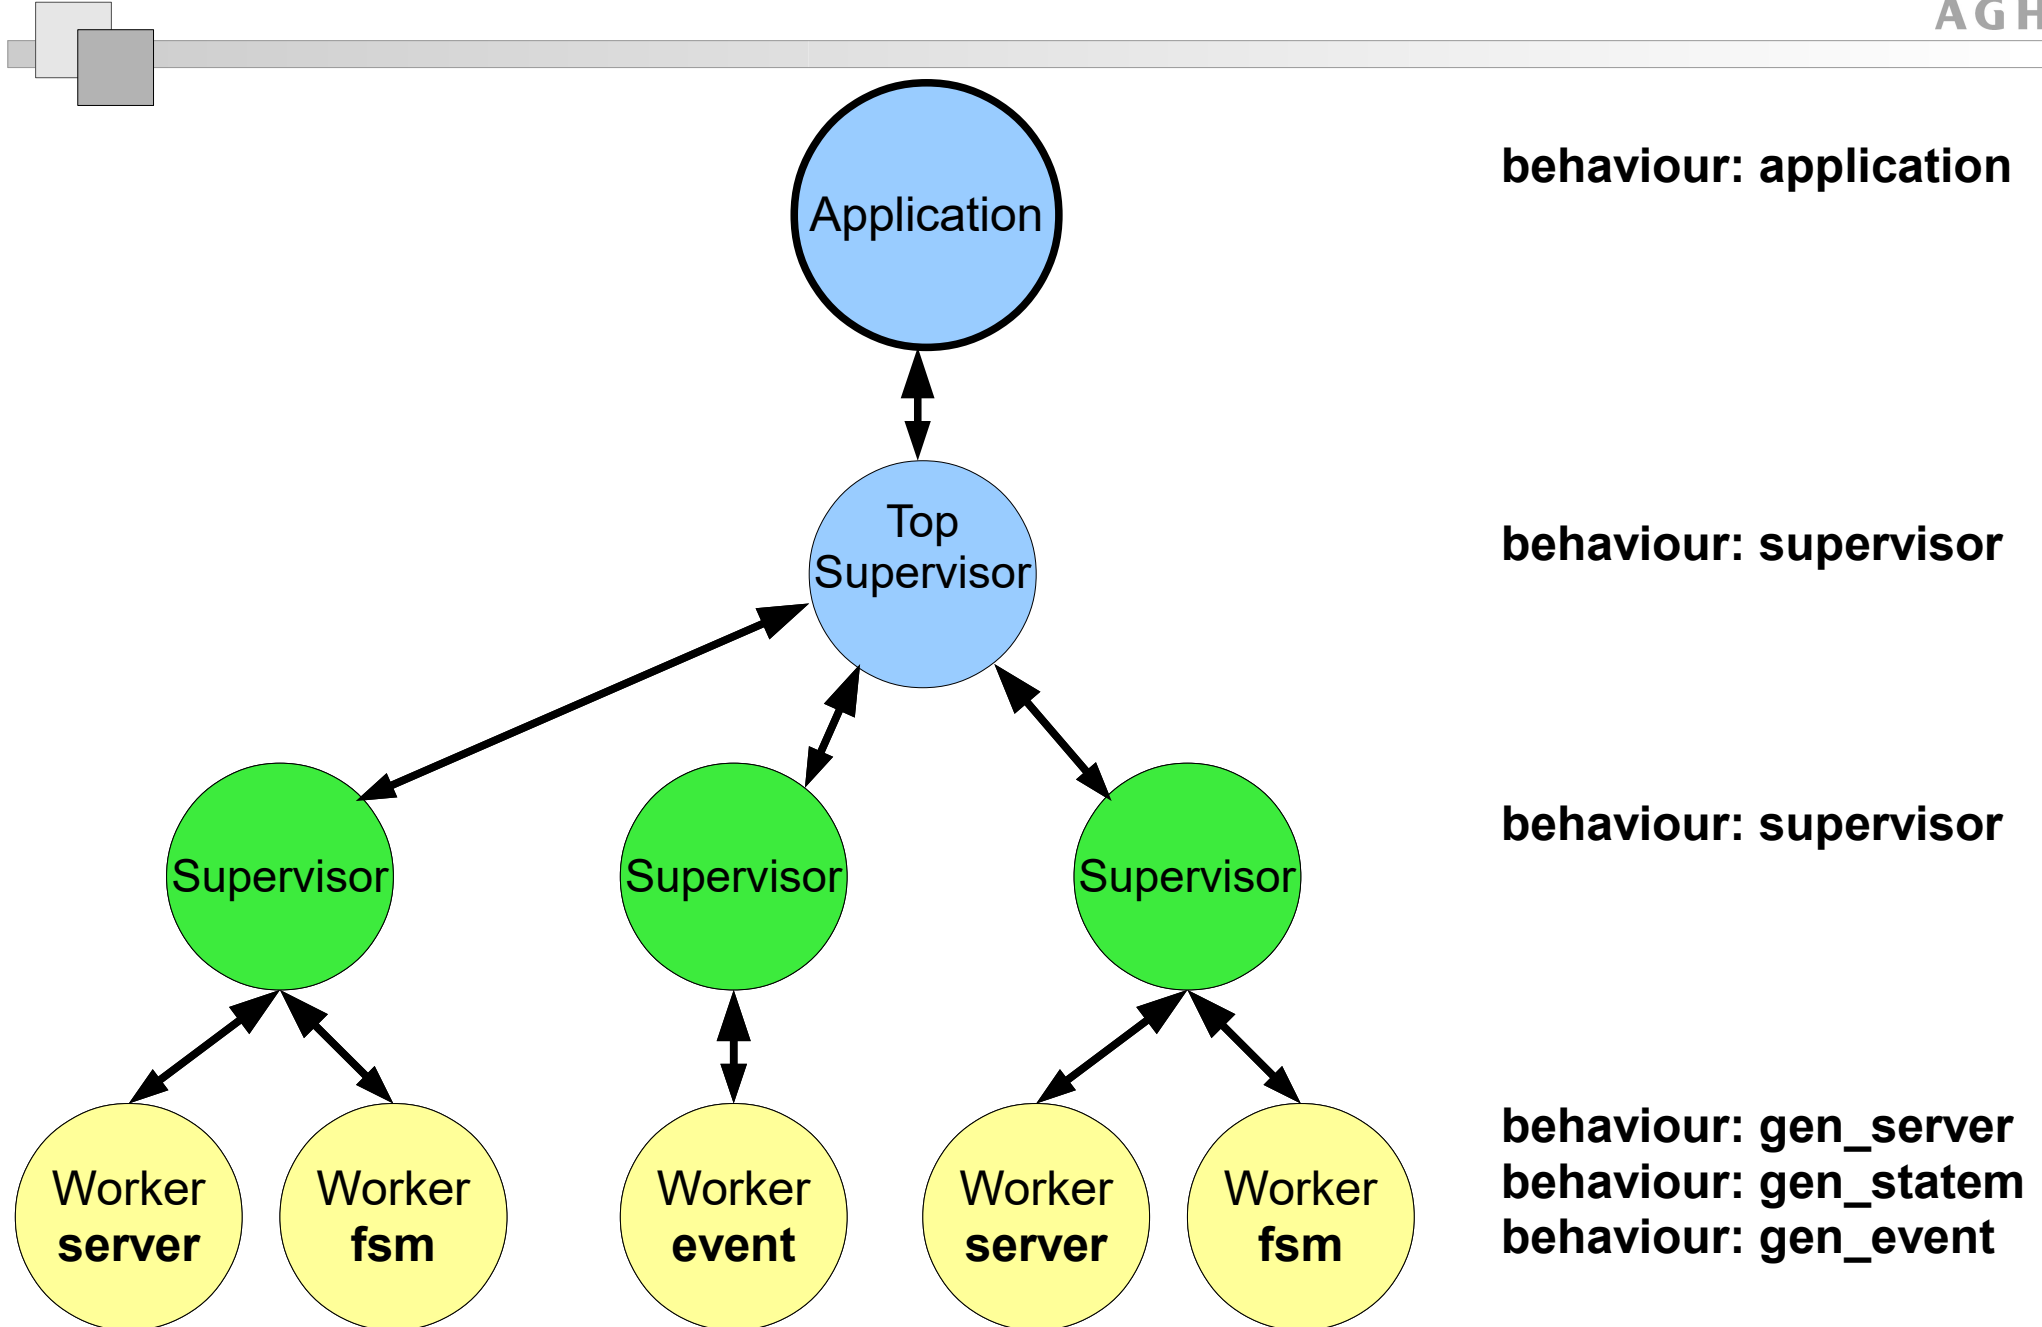 AGH
behaviour: application
Application
Top
Supervisor
behaviour: supervisor
Supervisor
Supervisor
Supervisor
behaviour: supervisor
Worker
server
Worker
fsm
Worker
event
Worker
server
Worker
fsm
behaviour: gen_server
behaviour: gen_statem
behaviour: gen_event